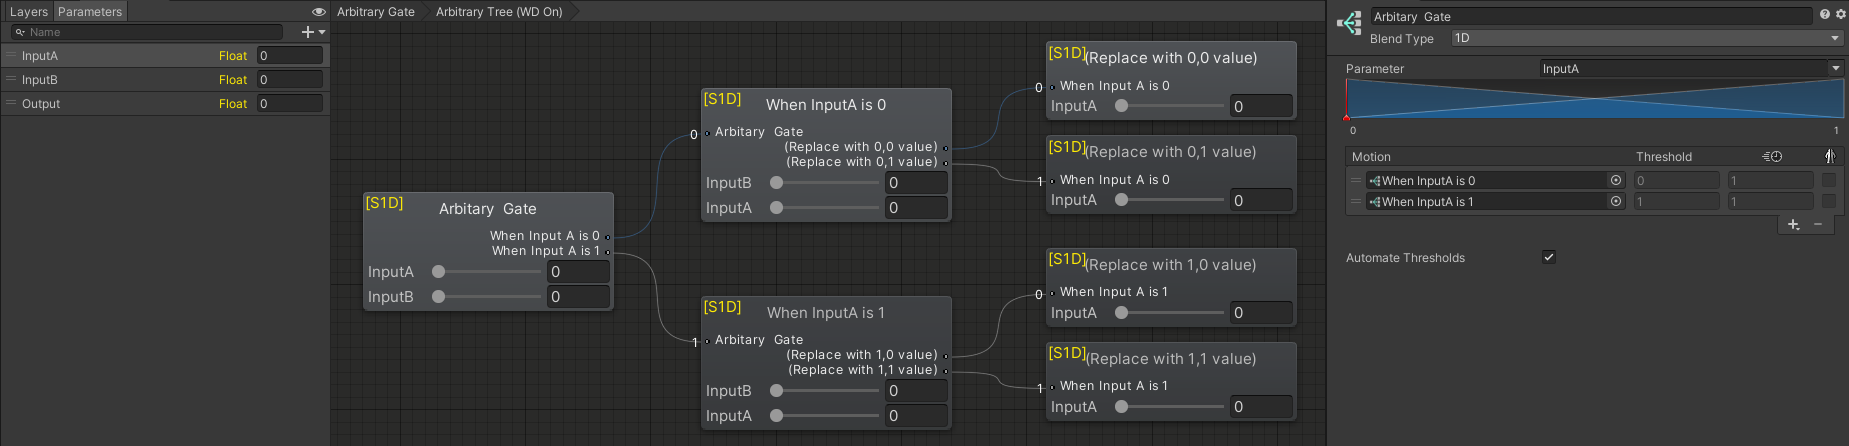 Layers Parameters
Name
InputA Float 0
InputB Float 0
Output Float 0
Arbitrary Gate Arbitrary Tree (WD On)
[S1D] Arbitary Gate
When Input A is 0
When Input A is 1
InputA 0
InputB 0
0
[S1D] When InputA is 0
Arbitary Gate
(Replace with 0,0 value)
(Replace with 0,1 value)
InputB 0
InputA 0
1
[S1D] When InputA is 1
Arbitary Gate
(Replace with 1,0 value)
(Replace with 1,1 value)
InputB 0
InputA 0
0
[S1D] (Replace with 0,0 value)
When Input A is 0
InputA 0
1
[S1D] (Replace with 0,1 value)
When Input A is 0
InputA 0
0
[S1D] (Replace with 1,0 value)
When Input A is 1
InputA 0
1
[S1D] (Replace with 1,1 value)
When Input A is 1
InputA 0
Arbitary Gate
Blend Type 1D
Parameter InputA
0 1
Motion Threshold
When InputA is 0 0 1
When InputA is 1 1 1
Automate Thresholds